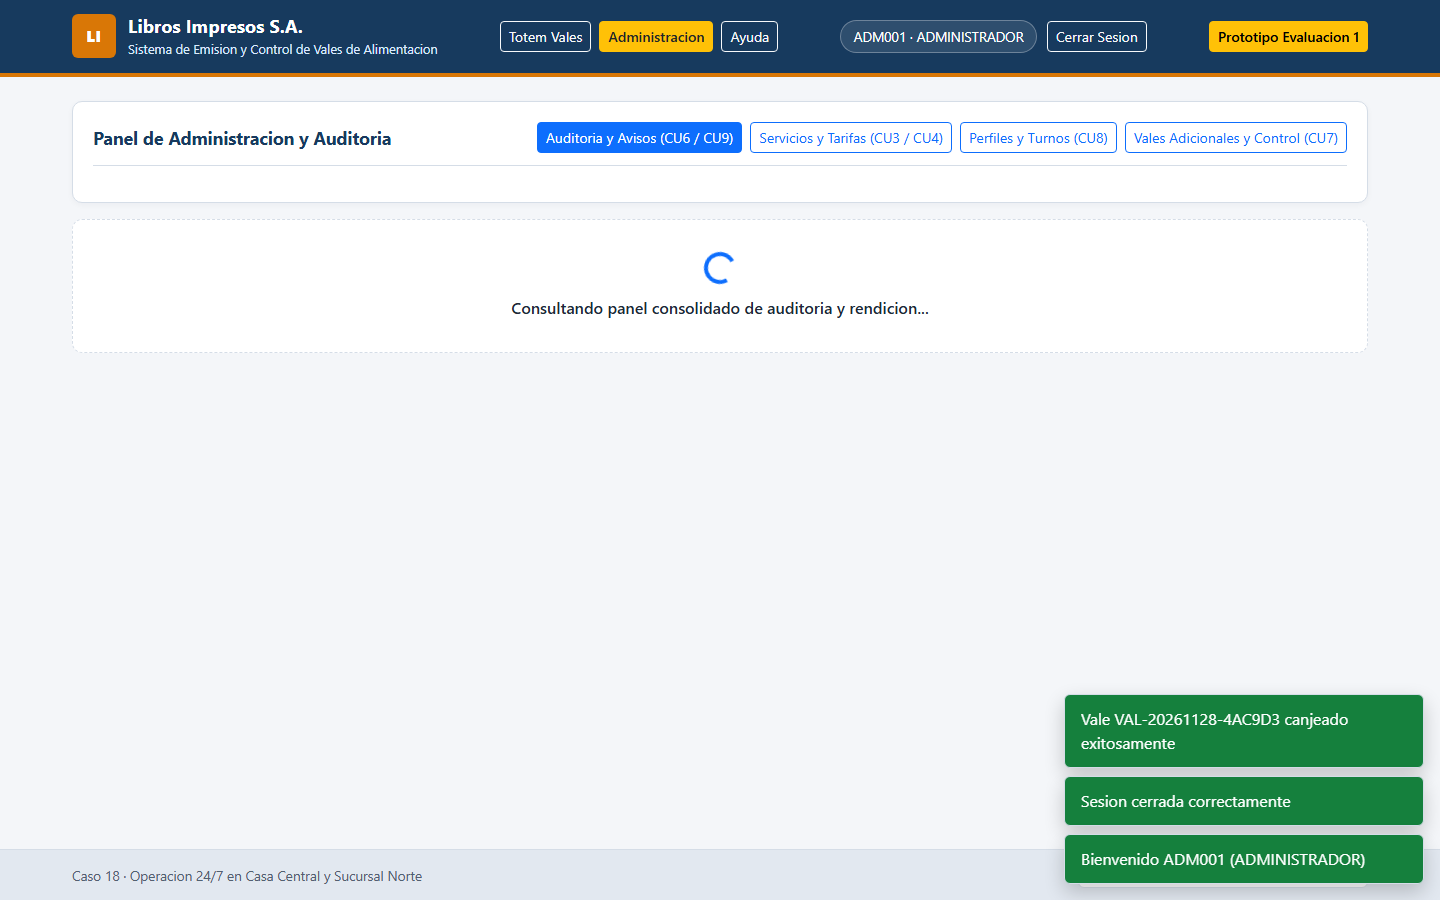 LI
Libros Impresos S.A.
Sistema de Emision y Control de Vales de Alimentacion
Totem Vales
Administracion
Ayuda
ADM001 · ADMINISTRADOR
Cerrar Sesion
Prototipo Evaluacion 1
Panel de Administracion y Auditoria
Auditoria y Avisos (CU6 / CU9)
Servicios y Tarifas (CU3 / CU4)
Perfiles y Turnos (CU8)
Vales Adicionales y Control (CU7)
Consultando panel consolidado de auditoria y rendicion...
Vale VAL-20261128-4AC9D3 canjeado
exitosamente
Sesion cerrada correctamente
Bienvenido ADM001 (ADMINISTRADOR)
Caso 18 · Operacion 24/7 en Casa Central y Sucursal Norte